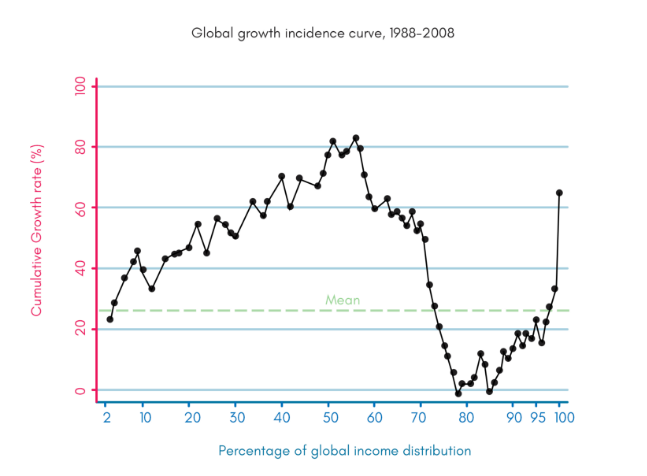 Global growth incidence curve, 1988-2008
Cumulative Growth rate (%)
100
80
60
40
20
0
Mean
2 10 20 30 40 50 60 70 80 90 95 100
Percentage of global income distribution